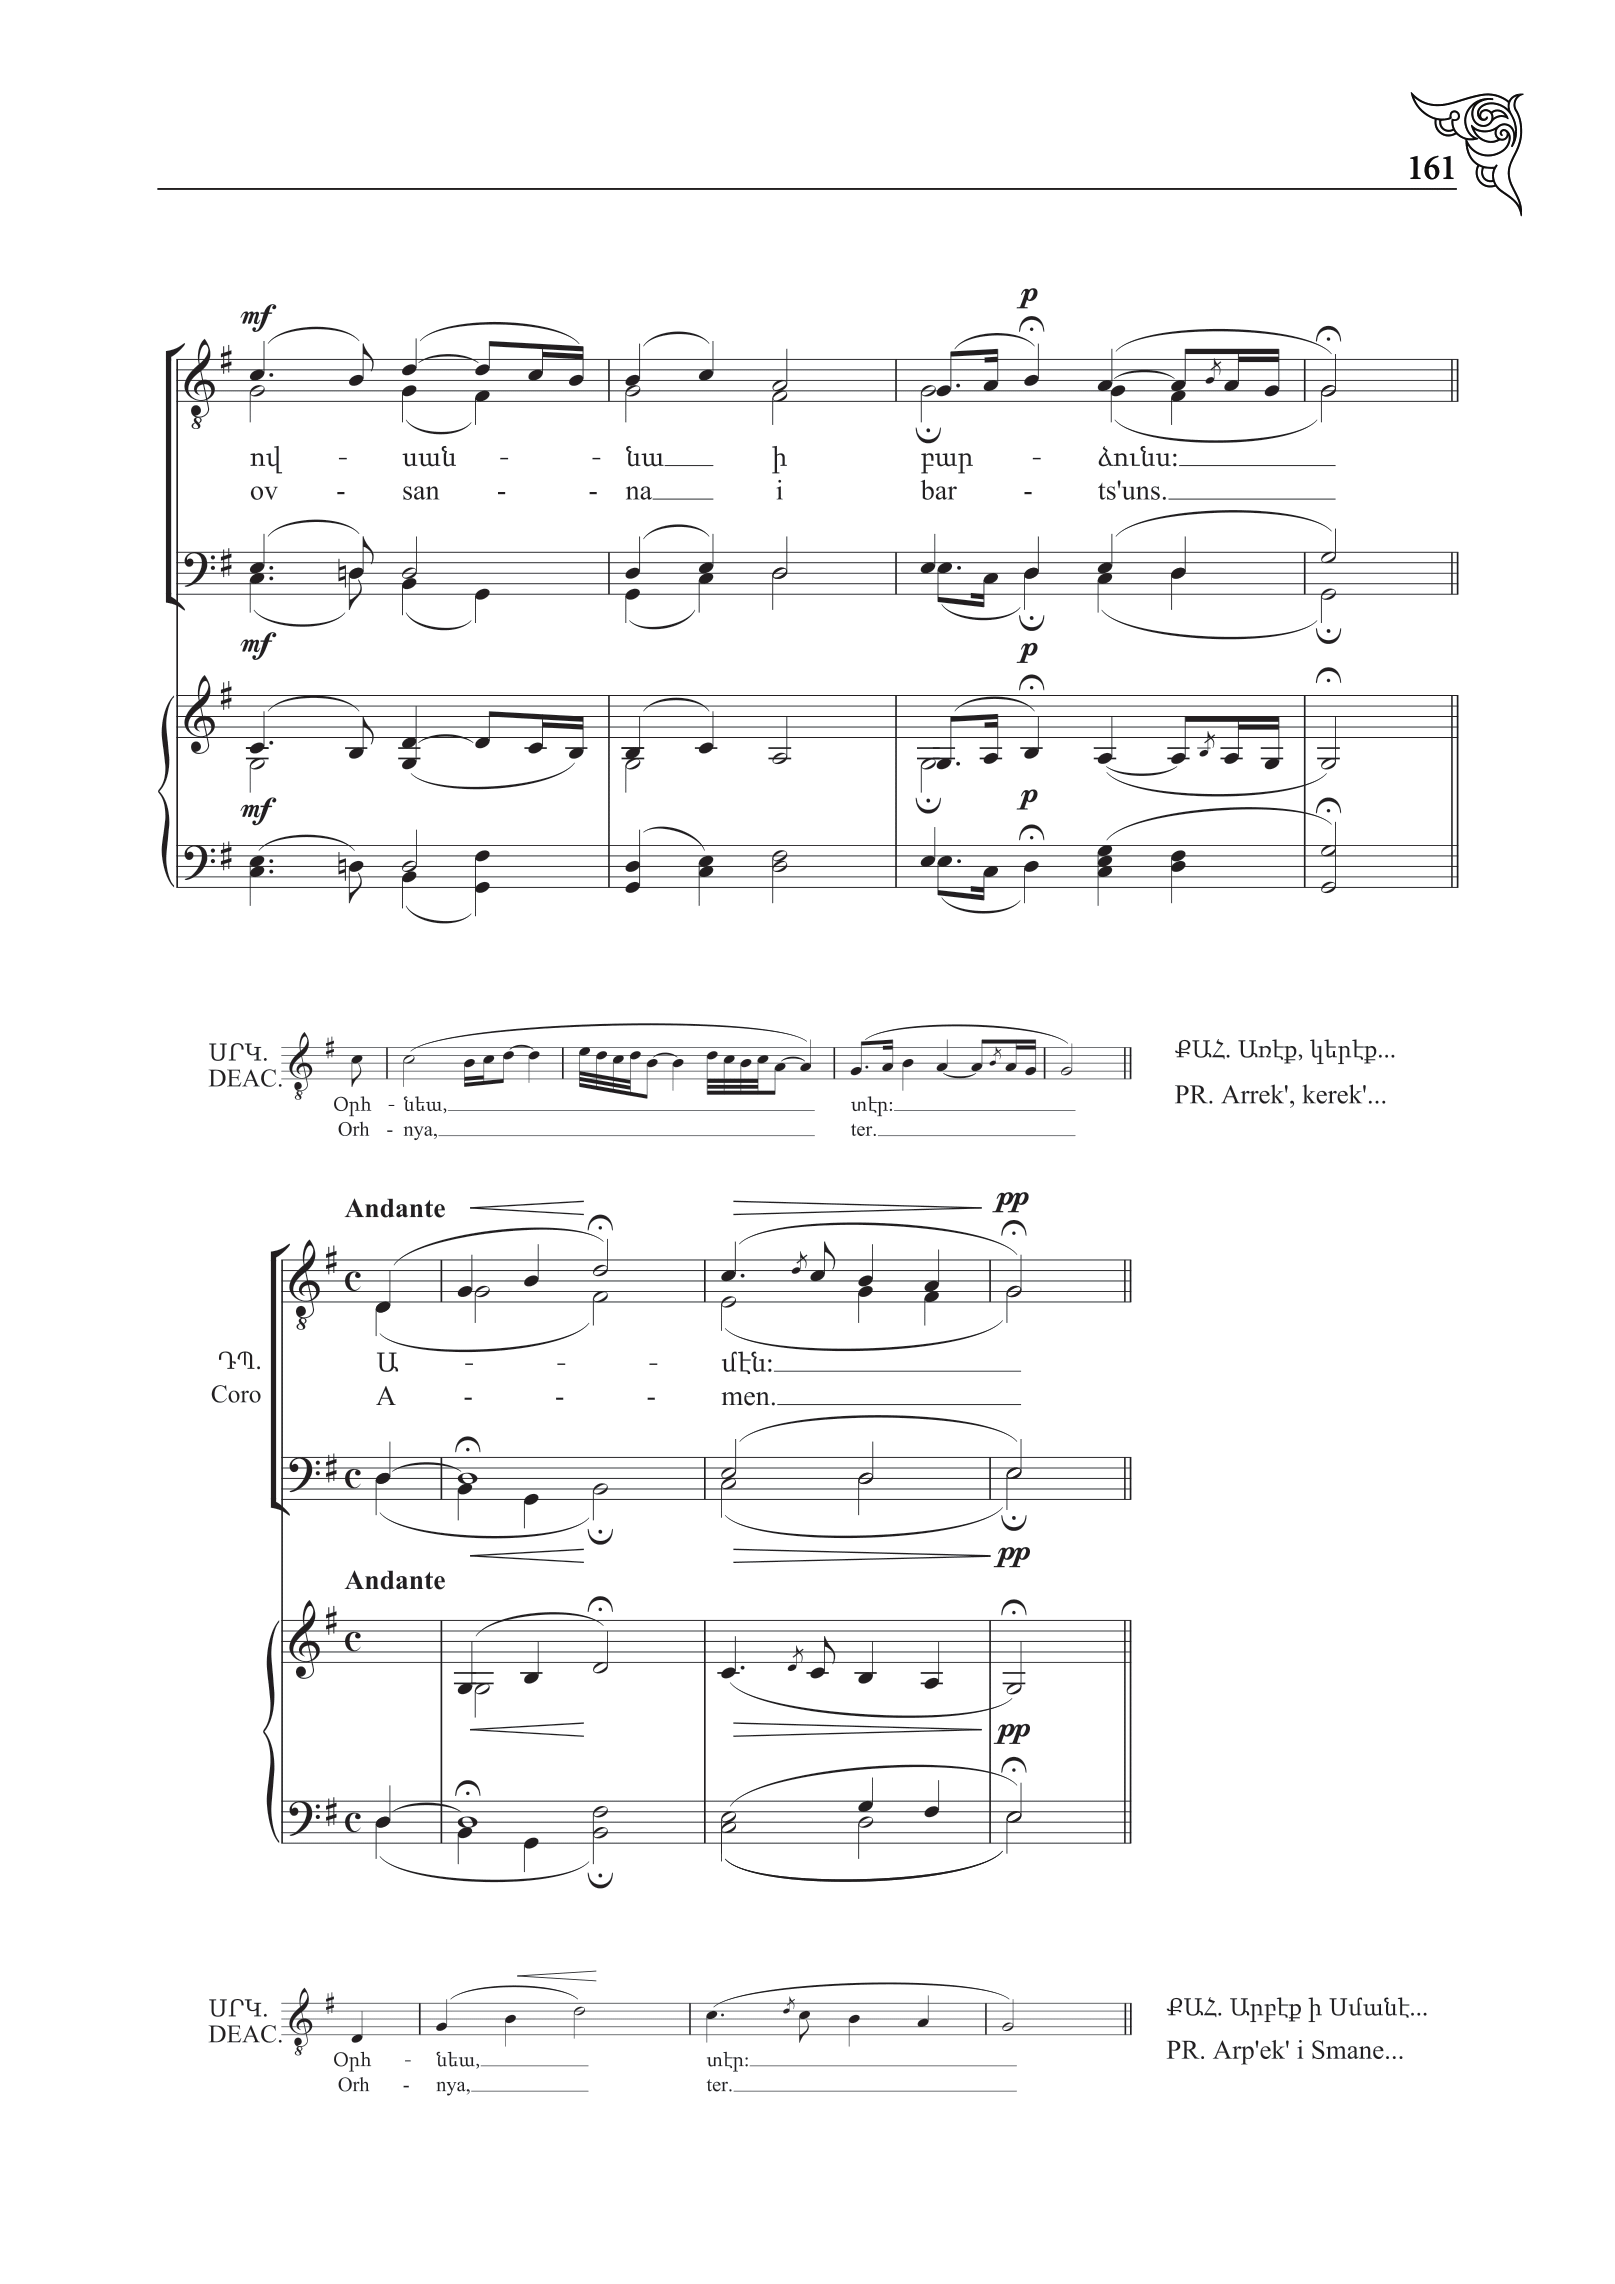 161
mf
p
ով - սան - - նա i բար - ձունս:
ov - san - - na i bar - ts'uns.
mf
p
mf
p
ՍՐԿ.
DEAC.
Օրհ - նեա, տէր:
Orh - nya, ter.
ՔԱՀ. Առէք, կերէք...
PR. Arrek', kerek'...
Andante
pp
ԴՊ. Ա - - - մէն:
Coro A - - - men.
pp
Andante
pp
ՍՐԿ.
DEAC.
Օրհ - նեա, տէր:
Orh - nya, ter.
ՔԱՀ. Արբէք ի Սմանէ...
PR. Arp'ek' i Smane...